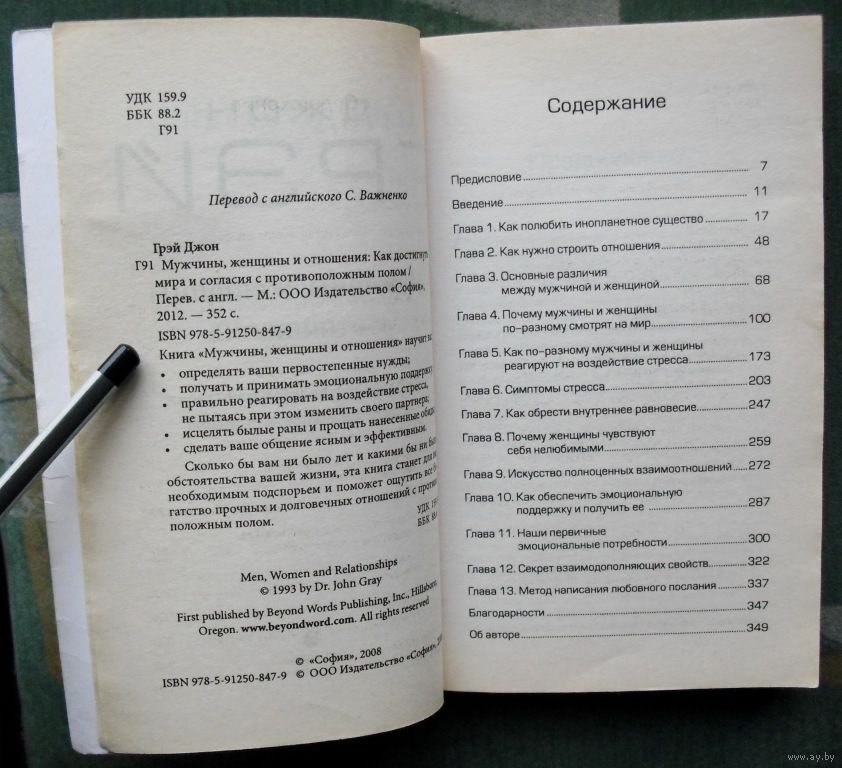 УДК 159.9
ББК 88.2
Г91
Перевод с английского С. Важненко
Грэй Джон
Г91 Мужчины, женщины и отношения: Как достигнуть
мира и согласия с противоположным полом /
Перев. с англ. — М.: ООО Издательство «София»,
2012. — 352 с.
ISBN 978-5-91250-847-9
Книга «Мужчины, женщины и отношения» научит
• определять ваши первостепенные нужды;
• получать и принимать эмоциональную поддержку
• правильно реагировать на воздействие стресса,
не пытаясь при этом изменить своего партнера;
• исцелять былые раны и прощать нанесенные
• сделать ваше общение ясным и эффективным.
Сколько бы вам ни было лет и какими бы ни
обстоятельства вашей жизни, эта книга станет для
необходимым подспорьем и поможет ощутить все
гатство прочных и долговечных отношений с
положным полом.
УДК
ББК
Men, Women and Relationships
© 1993 by Dr. John Gray
First published by Beyond Words Publishing, Inc., Hillsboro,
Oregon. www.beyondword.com. All rights reserved
© «София», 2008
ISBN 978-5-91250-847-9 © ООО Издательство «София»,
Содержание
Предисловие 7
Введение 11
Глава 1. Как полюбить инопланетное существо 17
Глава 2. Как нужно строить отношения 48
Глава 3. Основные различия
между мужчиной и женщиной 68
Глава 4. Почему мужчины и женщины
по-разному смотрят на мир 100
Глава 5. Как по-разному мужчины и женщины
реагируют на воздействие стресса 173
Глава 6. Симптомы стресса 203
Глава 7. Как обрести внутреннее равновесие 247
Глава 8. Почему женщины чувствуют
себя нелюбимыми 259
Глава 9. Искусство полноценных взаимоотношений 272
Глава 10. Как обеспечить эмоциональную
поддержку и получить ее 287
Глава 11. Наши первичные
эмоциональные потребности 300
Глава 12. Секрет взаимодополняющих свойств 322
Глава 13. Метод написания любовного послания 337
Благодарности 347
Об авторе 349
www.ay.by